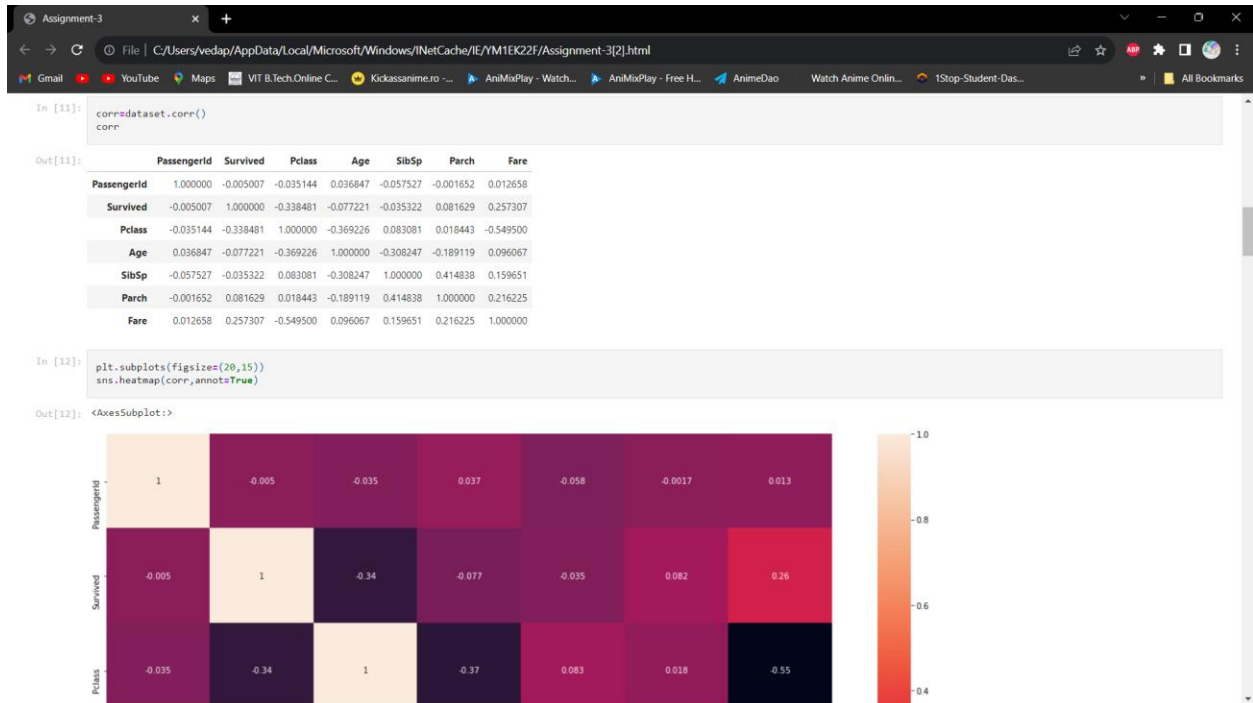 Assignment-3
File | C:/Users/vedap/AppData/Local/Microsoft/Windows/INetCache/IE/YM1EK22F/Assignment-3[2].html
ABP
Gmail YouTube Maps VIT B.Tech.Online C... Kickassanime.ro -... AniMixPlay - Watch... AniMixPlay - Free H... AnimeDao Watch Anime Onlin... 1Stop-Student-Das... » All Bookmarks
In [11]: corr=dataset.corr()
corr
Out[11]: PassengerId Survived Pclass Age SibSp Parch Fare
PassengerId 1.000000 -0.005007 -0.035144 0.036847 -0.057527 -0.001652 0.012658
Survived -0.005007 1.000000 -0.338481 -0.077221 -0.035322 0.081629 0.257307
Pclass -0.035144 -0.338481 1.000000 -0.369226 0.083081 0.018443 -0.549500
Age 0.036847 -0.077221 -0.369226 1.000000 -0.308247 -0.189119 0.096067
SibSp -0.057527 -0.035322 0.083081 -0.308247 1.000000 0.414838 0.159651
Parch -0.001652 0.081629 0.018443 -0.189119 0.414838 1.000000 0.216225
Fare 0.012658 0.257307 -0.549500 0.096067 0.159651 0.216225 1.000000
In [12]: plt.subplots(figsize=(20,15))
sns.heatmap(corr,annot=True)
Out[12]: <AxesSubplot:>
PassengerId 1 -0.005 -0.035 0.037 -0.058 -0.0017 0.013
Survived -0.005 1 -0.34 -0.077 -0.035 0.082 0.26
Pclass -0.035 -0.34 1 -0.37 0.083 0.018 -0.55
1.0
0.8
0.6
0.4